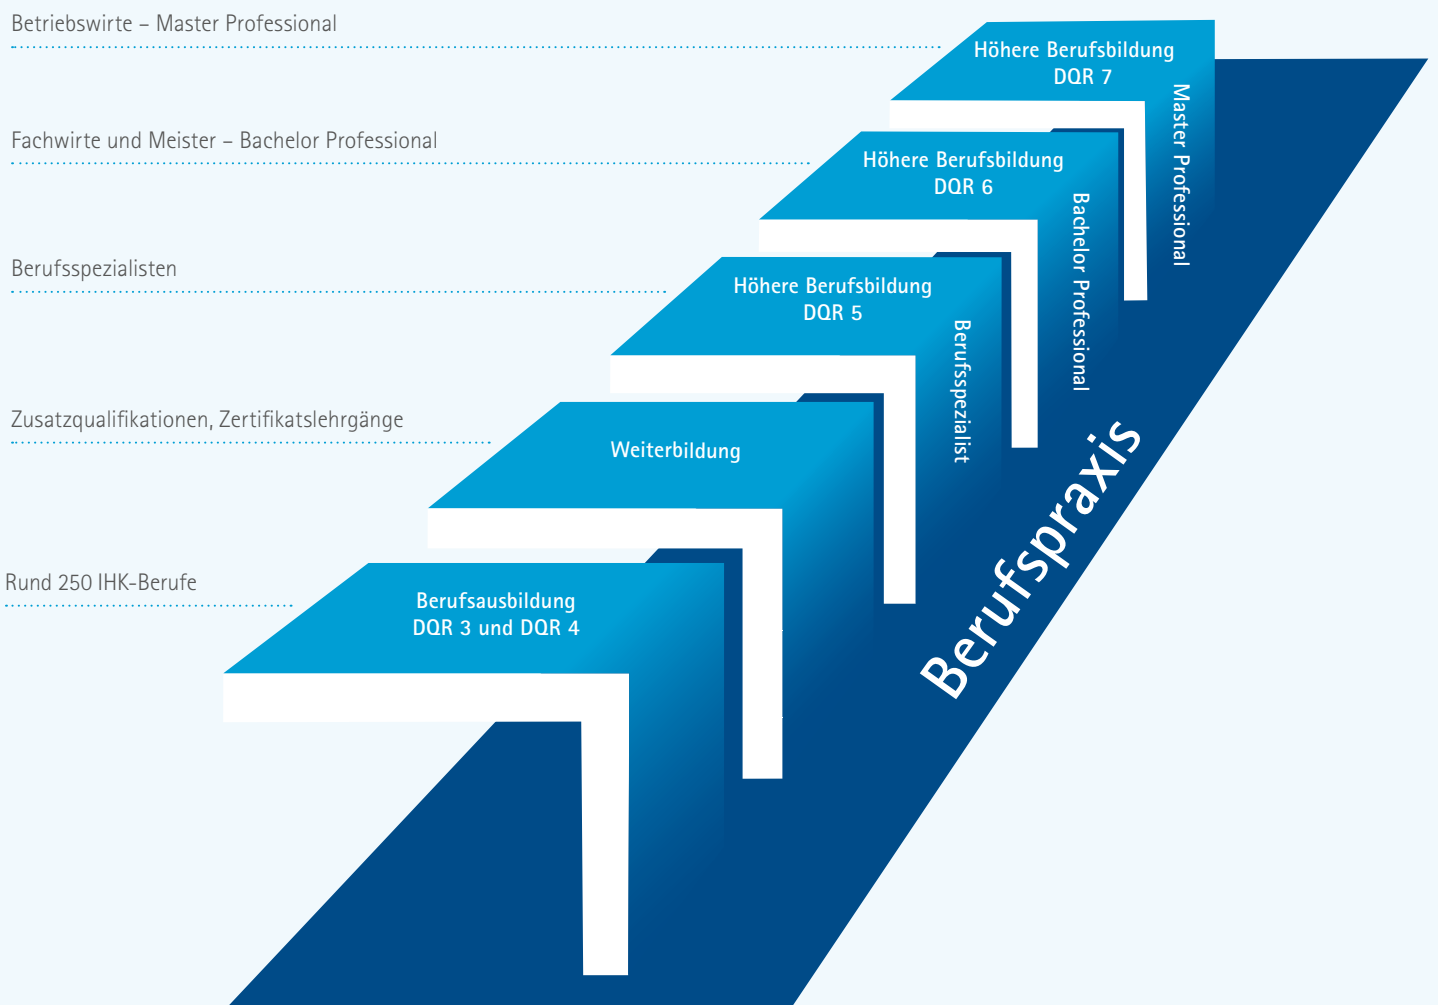 Betriebswirte – Master Professional
Höhere Berufsbildung
DQR 7
Master Professional
Fachwirte und Meister – Bachelor Professional
Höhere Berufsbildung
DQR 6
Bachelor Professional
Berufsspezialisten
Höhere Berufsbildung
DQR 5
Berufsspezialist
Zusatzqualifikationen, Zertifikatslehrgänge
Weiterbildung
Rund 250 IHK-Berufe
Berufsausbildung
DQR 3 und DQR 4
Berufspraxis